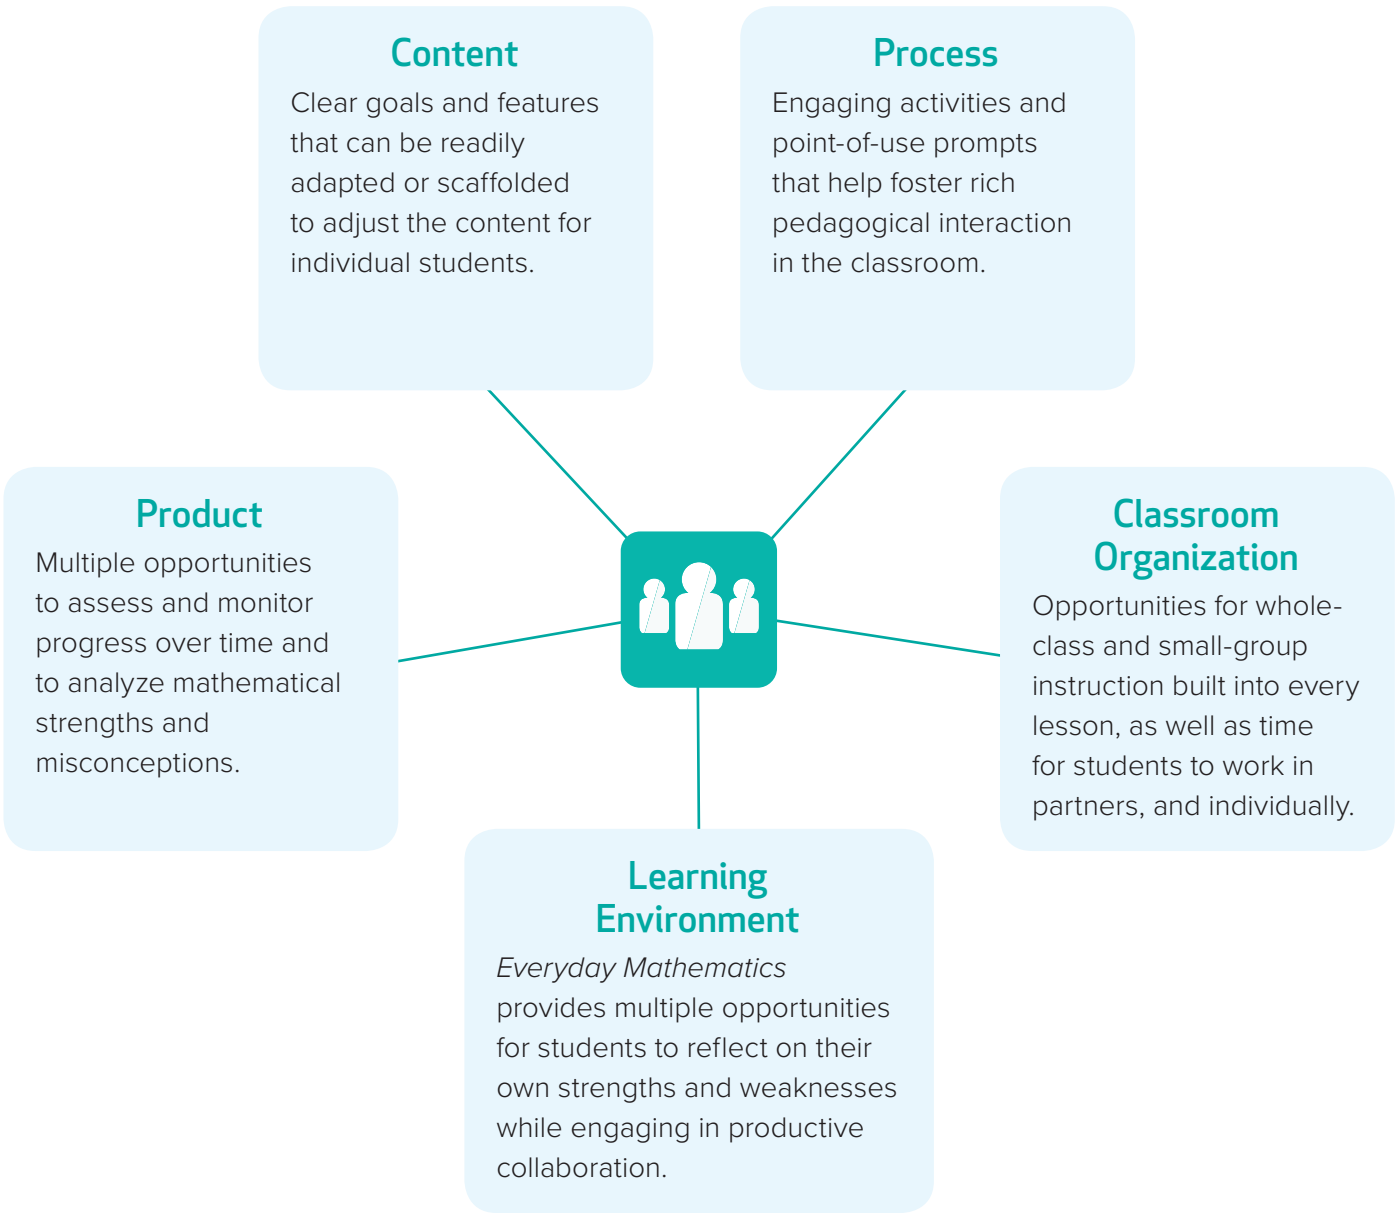 Content
Clear goals and features
that can be readily
adapted or scaffolded
to adjust the content for
individual students.
Process
Engaging activities and
point-of-use prompts
that help foster rich
pedagogical interaction
in the classroom.
Product
Multiple opportunities
to assess and monitor
progress over time and
to analyze mathematical
strengths and
misconceptions.
Classroom
Organization
Opportunities for whole-
class and small-group
instruction built into every
lesson, as well as time
for students to work in
partners, and individually.
Learning
Environment
Everyday Mathematics
provides multiple opportunities
for students to reflect on their
own strengths and weaknesses
while engaging in productive
collaboration.